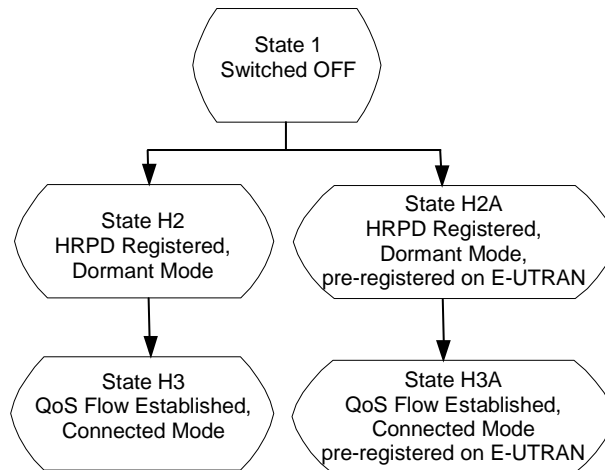 State 1
Switched OFF
State H2
HRPD Registered,
Dormant Mode
State H2A
HRPD Registered,
Dormant Mode,
pre-registered on E-UTRAN
State H3
QoS Flow Established,
Connected Mode
State H3A
QoS Flow Established,
Connected Mode
pre-registered on E-UTRAN